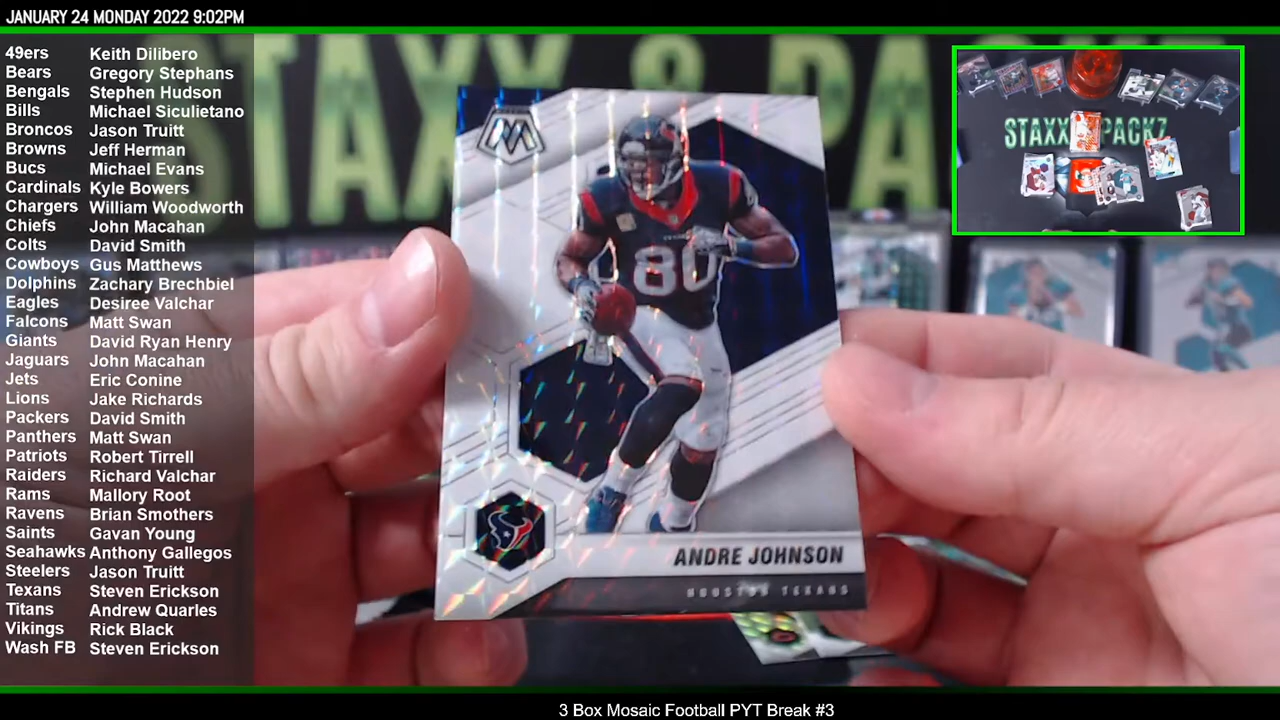 JANUARY 24 MONDAY 2022 9:02PM
49ers Keith Dilibero
Bears Gregory Stephans
Bengals Stephen Hudson
Bills Michael Siculietano
Broncos Jason Truitt
Browns Jeff Herman
Bucs Michael Evans
Cardinals Kyle Bowers
Chargers William Woodworth
Chiefs John Macahan
Colts David Smith
Cowboys Gus Matthews
Dolphins Zachary Brechbiel
Eagles Desiree Valchar
Falcons Matt Swan
Giants David Ryan Henry
Jaguars John Macahan
Jets Eric Conine
Lions Jake Richards
Packers David Smith
Panthers Matt Swan
Patriots Robert Tirrell
Raiders Richard Valchar
Rams Mallory Root
Ravens Brian Smothers
Saints Gavan Young
Seahawks Anthony Gallegos
Steelers Jason Truitt
Texans Steven Erickson
Titans Andrew Quarles
Vikings Rick Black
Wash FB Steven Erickson
STAXX & PACKZ
80
ANDRE JOHNSON
HOUSTON TEXANS
STAXX PACKZ
3 Box Mosaic Football PYT Break #3